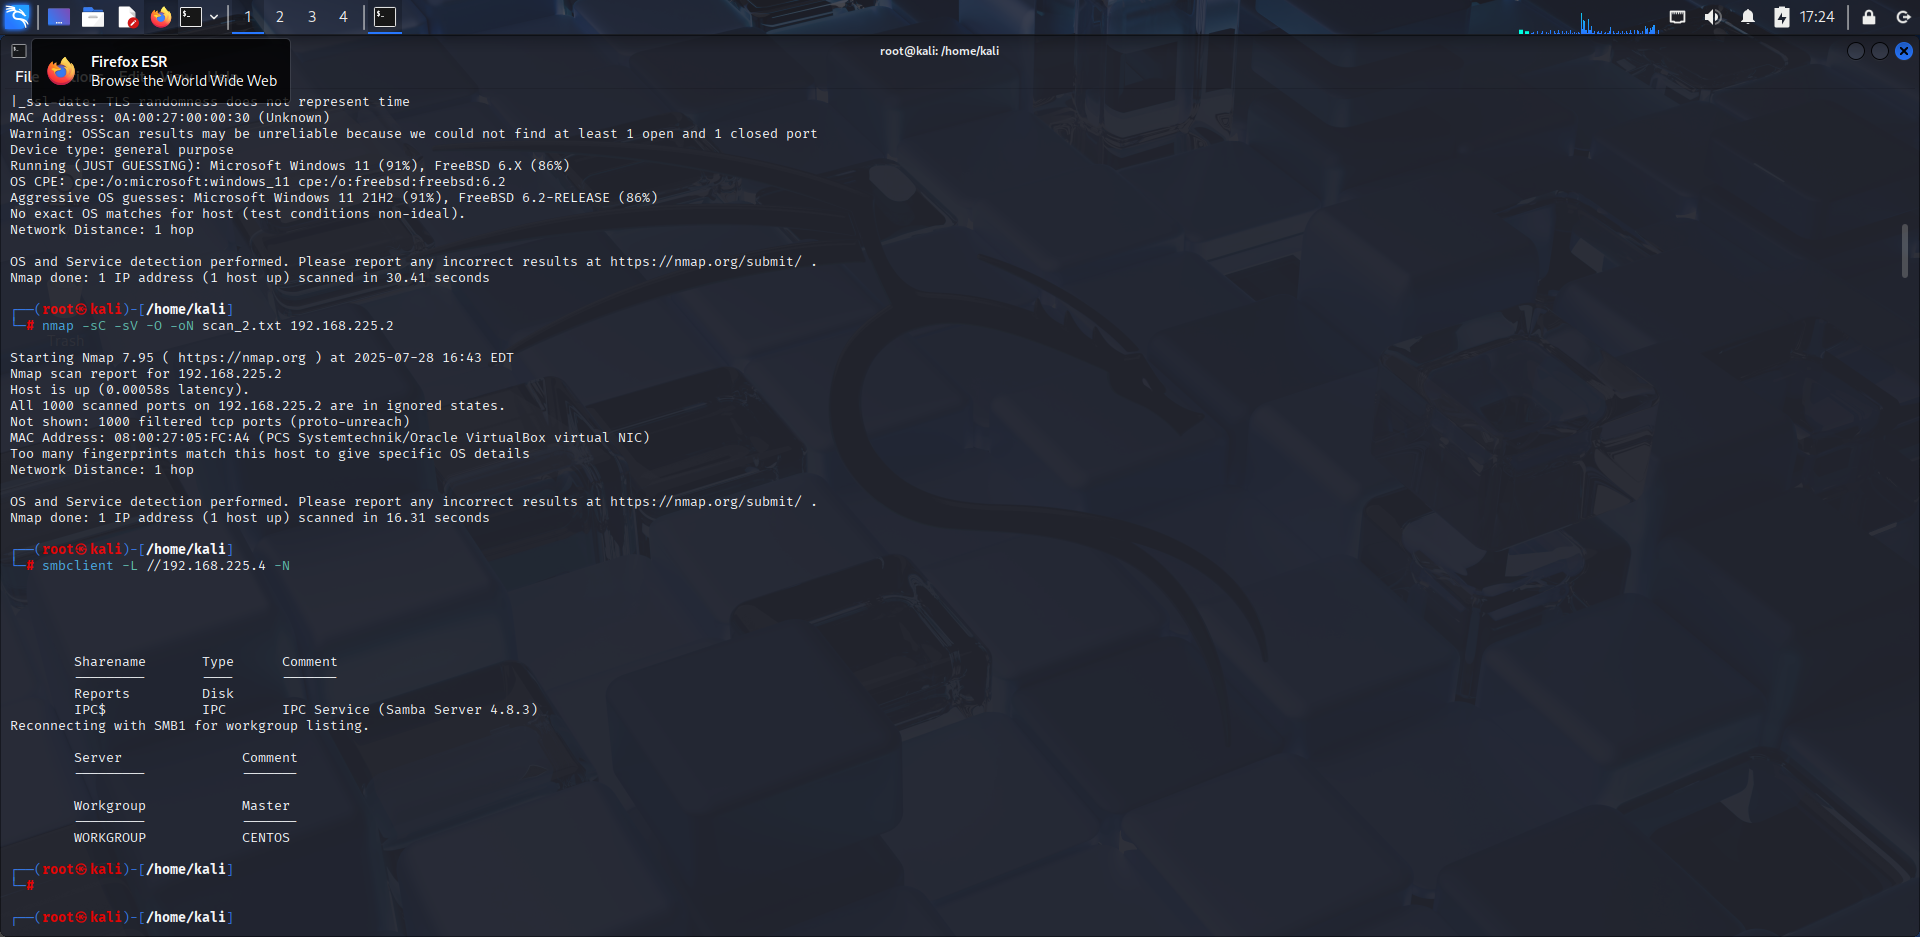 1 2 3 4 17:24
root@kali: /home/kali
Firefox ESR
Browse the World Wide Web
|_ssl-date: TLS randomness does not represent time
MAC Address: 0A:00:27:00:00:30 (Unknown)
Warning: OSScan results may be unreliable because we could not find at least 1 open and 1 closed port
Device type: general purpose
Running (JUST GUESSING): Microsoft Windows 11 (91%), FreeBSD 6.X (86%)
OS CPE: cpe:/o:microsoft:windows_11 cpe:/o:freebsd:freebsd:6.2
Aggressive OS guesses: Microsoft Windows 11 21H2 (91%), FreeBSD 6.2-RELEASE (86%)
No exact OS matches for host (test conditions non-ideal).
Network Distance: 1 hop
OS and Service detection performed. Please report any incorrect results at https://nmap.org/submit/ .
Nmap done: 1 IP address (1 host up) scanned in 30.41 seconds
┌──(root㉿kali)-[/home/kali]
└─# nmap -sC -sV -O -oN scan_2.txt 192.168.225.2
Trash
Starting Nmap 7.95 ( https://nmap.org ) at 2025-07-28 16:43 EDT
Nmap scan report for 192.168.225.2
Host is up (0.00058s latency).
All 1000 scanned ports on 192.168.225.2 are in ignored states.
Not shown: 1000 filtered tcp ports (proto-unreach)
MAC Address: 08:00:27:05:FC:A4 (PCS Systemtechnik/Oracle VirtualBox virtual NIC)
Too many fingerprints match this host to give specific OS details
Network Distance: 1 hop
OS and Service detection performed. Please report any incorrect results at https://nmap.org/submit/ .
Nmap done: 1 IP address (1 host up) scanned in 16.31 seconds
┌──(root㉿kali)-[/home/kali]
└─# smbclient -L //192.168.225.4 -N
Sharename Type Comment
Reports Disk
IPC$ IPC IPC Service (Samba Server 4.8.3)
Reconnecting with SMB1 for workgroup listing.
Server Comment
Workgroup Master
WORKGROUP CENTOS
┌──(root㉿kali)-[/home/kali]
└─#
┌──(root㉿kali)-[/home/kali]